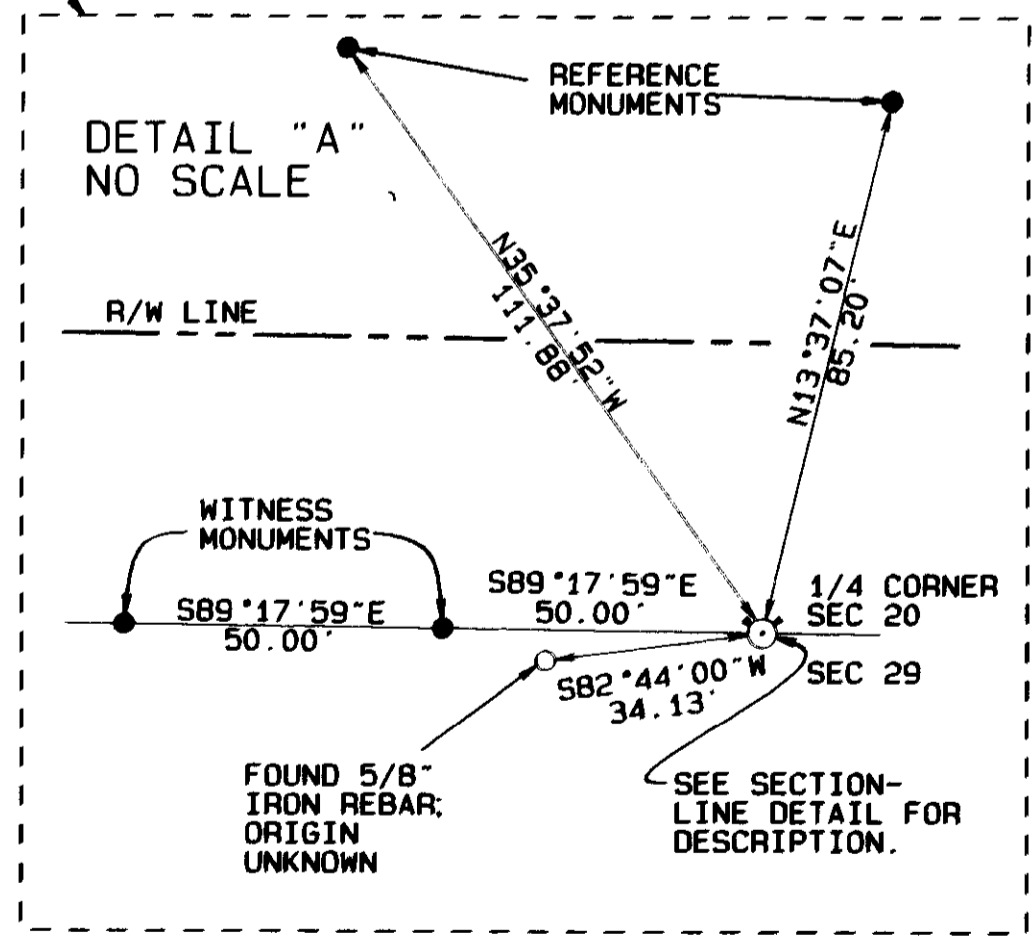 REFERENCE
MONUMENTS
DETAIL "A"
NO SCALE
N35°37'52"W
111.88'
N13°37'07"E
85.20'
R/W LINE
WITNESS
MONUMENTS
S89°17'59"E
50.00'
S89°17'59"E
50.00'
1/4 CORNER
SEC 20
SEC 29
S82°44'00"W
34.13'
FOUND 5/8"
IRON REBAR;
ORIGIN
UNKNOWN
SEE SECTION-
LINE DETAIL FOR
DESCRIPTION.